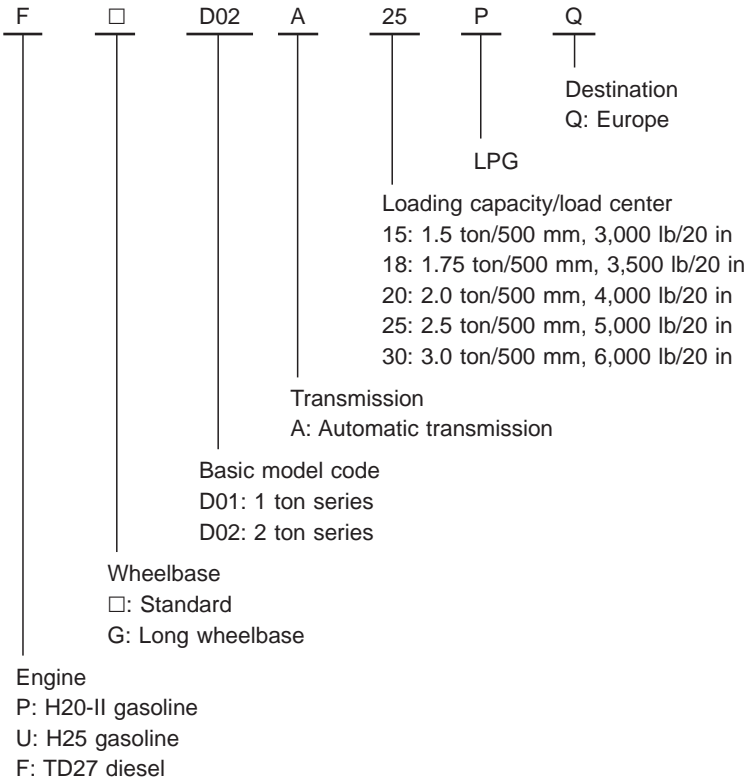 F □ D02 A 25 P Q
Destination
Q: Europe
LPG
Loading capacity/load center
15: 1.5 ton/500 mm, 3,000 lb/20 in
18: 1.75 ton/500 mm, 3,500 lb/20 in
20: 2.0 ton/500 mm, 4,000 lb/20 in
25: 2.5 ton/500 mm, 5,000 lb/20 in
30: 3.0 ton/500 mm, 6,000 lb/20 in
Transmission
A: Automatic transmission
Basic model code
D01: 1 ton series
D02: 2 ton series
Wheelbase
□: Standard
G: Long wheelbase
Engine
P: H20-II gasoline
U: H25 gasoline
F: TD27 diesel